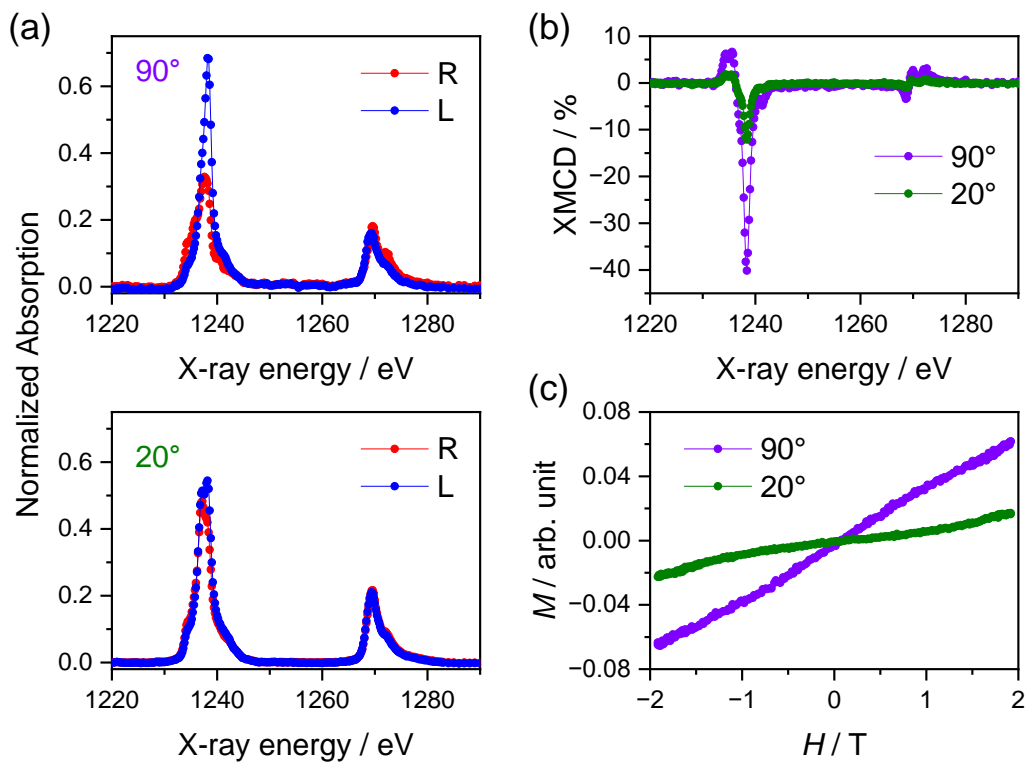 (a)
90°
R
L
0.6
0.4
0.2
0.0
1220 1240 1260 1280
X-ray energy / eV
Normalized Absorption
20°
R
L
0.6
0.4
0.2
0.0
1220 1240 1260 1280
X-ray energy / eV
(b)
10
0
−10
−20
−30
−40
XMCD / %
90°
20°
1220 1240 1260 1280
X-ray energy / eV
(c)
0.08
0.04
0.00
−0.04
−0.08
M / arb. unit
90°
20°
−2 −1 0 1 2
H / T